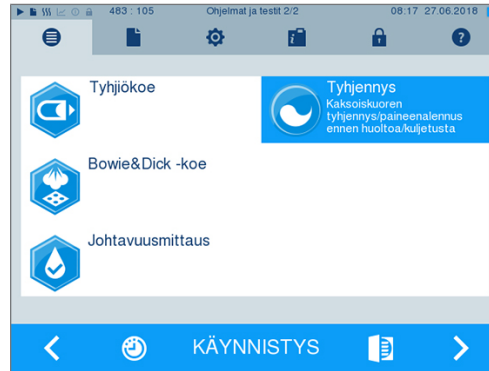 483 : 105 Ohjelmat ja testit 2/2 08:17 27.06.2018
Tyhjiökoe
Tyhjennys
Kaksoiskuoren
tyhjennys/paineenalennus
ennen huoltoa/kuljetusta
Bowie&Dick -koe
Johtavuusmittaus
KÄYNNISTYS